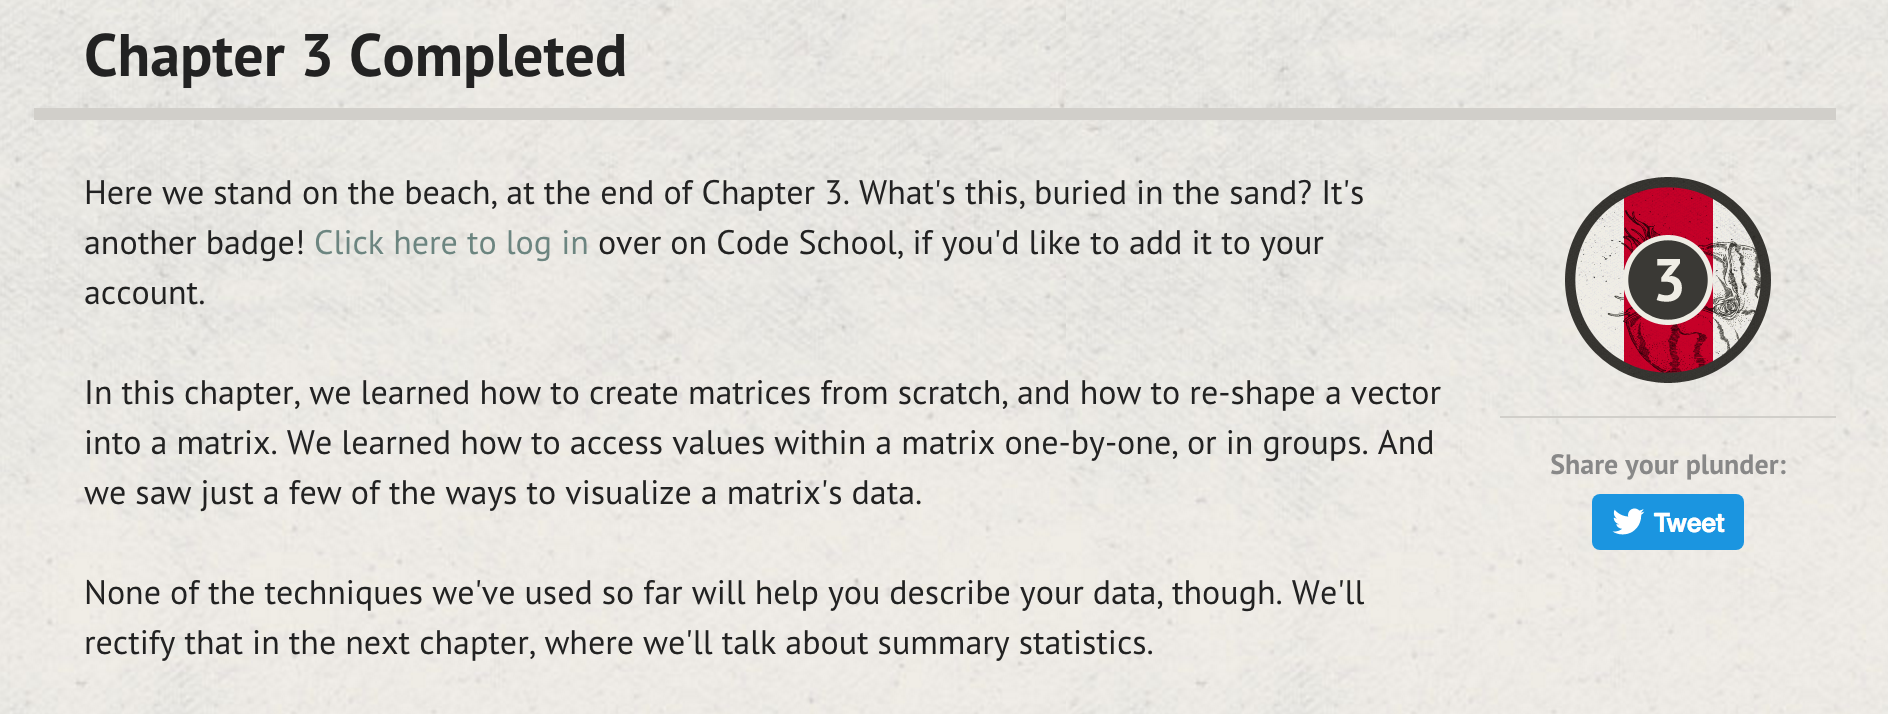 Chapter 3 Completed
Here we stand on the beach, at the end of Chapter 3. What's this, buried in the sand? It's
another badge! Click here to log in over on Code School, if you'd like to add it to your
account.
3
In this chapter, we learned how to create matrices from scratch, and how to re-shape a vector
into a matrix. We learned how to access values within a matrix one-by-one, or in groups. And
we saw just a few of the ways to visualize a matrix's data.
Share your plunder:
Tweet
None of the techniques we've used so far will help you describe your data, though. We'll
rectify that in the next chapter, where we'll talk about summary statistics.